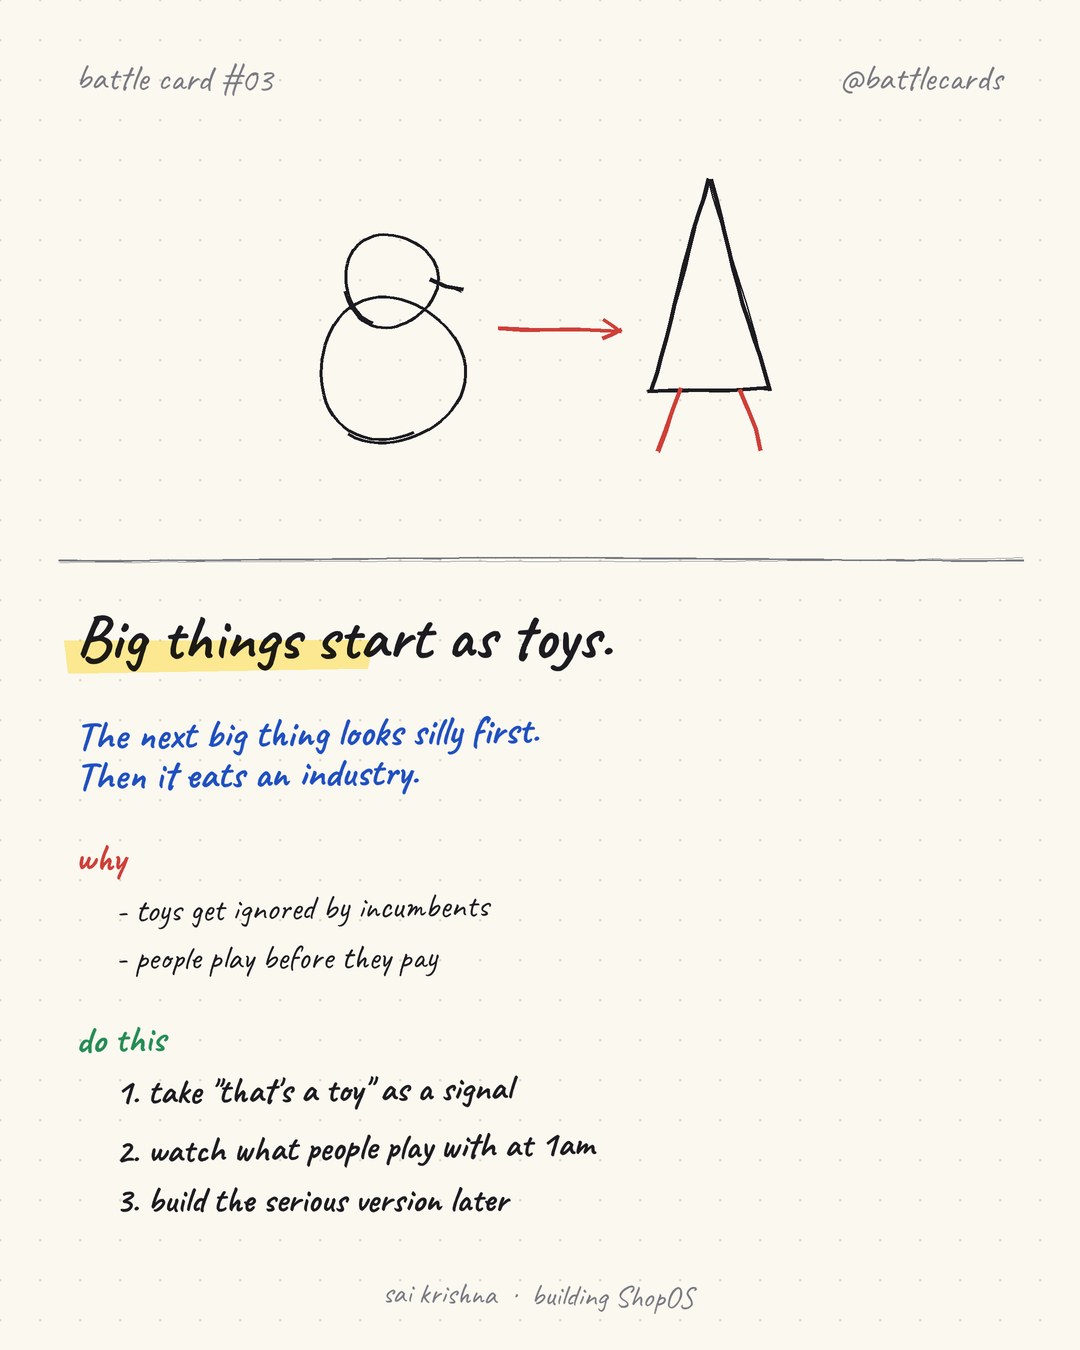 battle card #03
@battlecards
Big things start as toys.
The next big thing looks silly first.
Then it eats an industry.
why
- toys get ignored by incumbents
- people play before they pay
do this
1. take "that's a toy" as a signal
2. watch what people play with at 1am
3. build the serious version later
sai krishna · building ShopOS